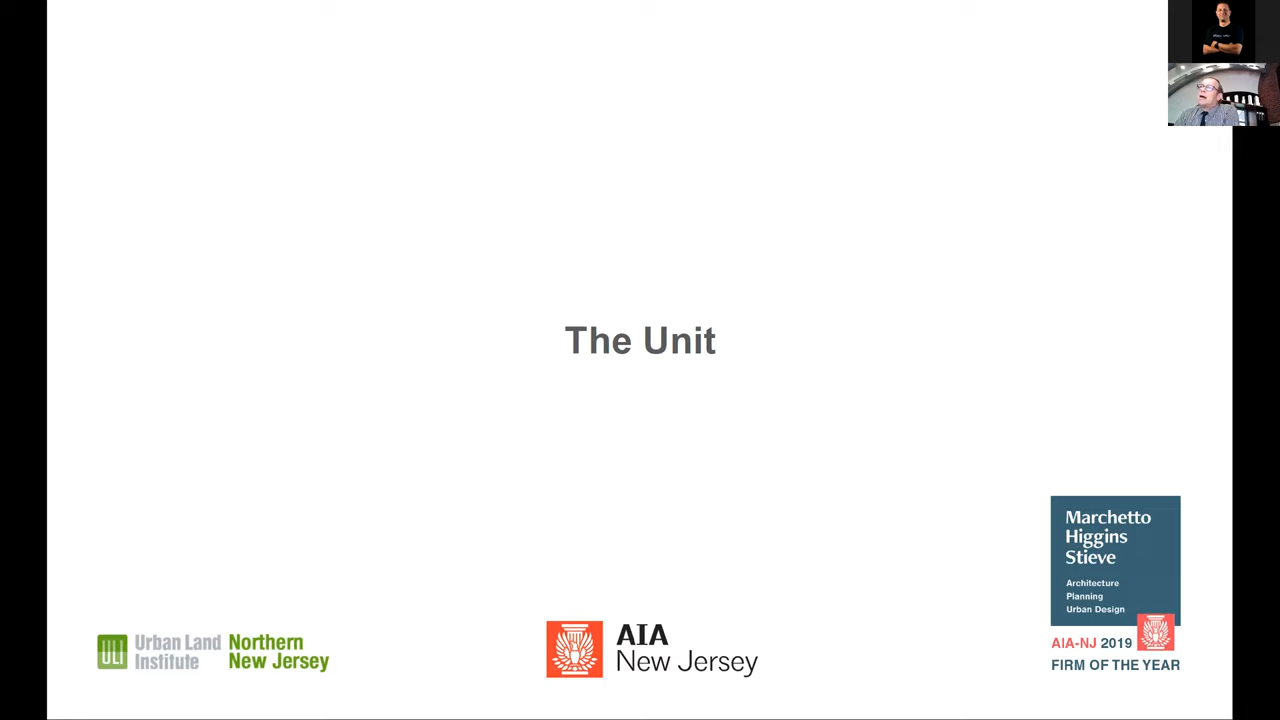 The Unit
Marchetto
Higgins
Stieve
Architecture
Planning
Urban Design
AIA-NJ 2019
FIRM OF THE YEAR
ULI Urban Land Institute
Northern New Jersey
AIA
New Jersey